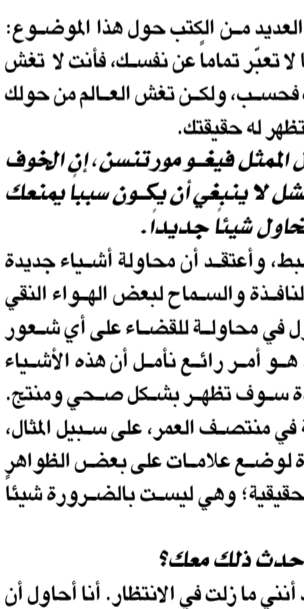 العديد من الكتب حول هذا الموضوع:
ا لا تعبّر تماماً عن نفسك، فأنت لا تغش
فحسب، ولكن تغش العالم من حولك
تظهر له حقيقتك.
ل الممثل فيغو مورتنسن، إن الخوف
شل لا ينبغي أن يكون سبباً يمنعك
تحاول شيئاً جديداً.
بط، وأعتقد أن محاولة أشياء جديدة
لنافذة والسماح لبعض الهواء النقي
ول في محاولة للقضاء على أي شعور
هو أمر رائع نأمل أن هذه الأشياء
ة سوف تظهر بشكل صحي ومنتج.
ة في منتصف العمر، على سبيل المثال،
ة لوضع علامات على بعض الظواهر
حقيقية؛ وهي ليست بالضرورة شيئاً
حدث ذلك معك؟
أنني ما زلت في الانتظار. أنا أحاول أن